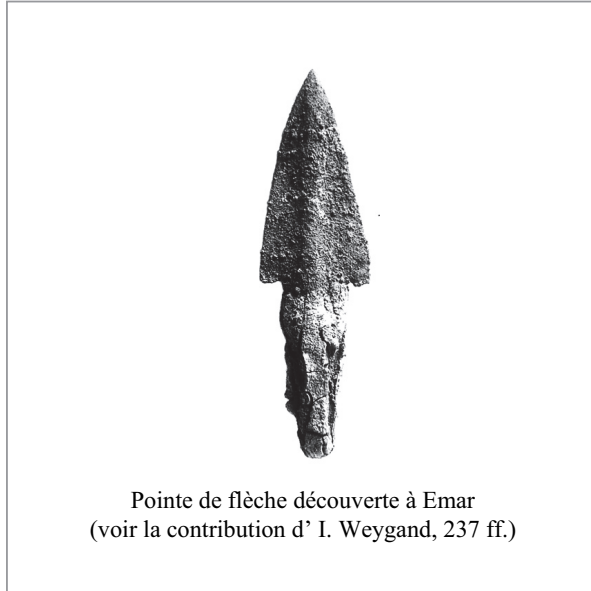 Pointe de flèche découverte à Emar
(voir la contribution d’ I. Weygand, 237 ff.)